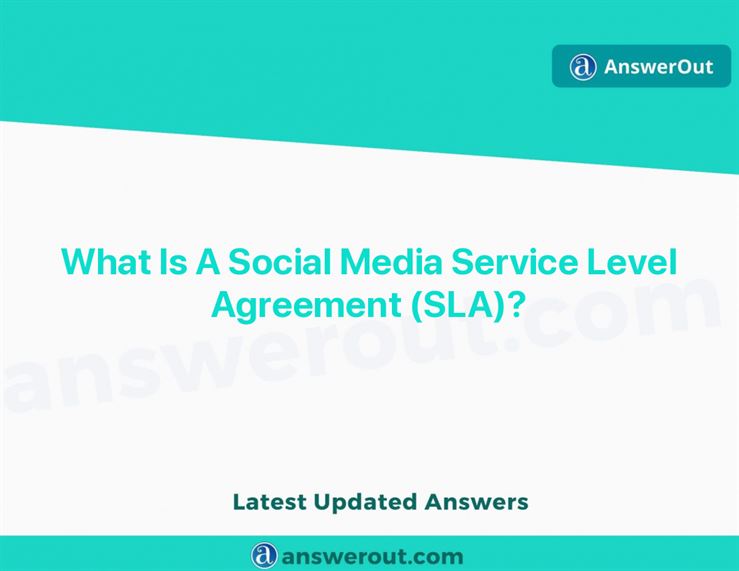 AnswerOut
What Is A Social Media Service Level
Agreement (SLA)?
answerout.com
Latest Updated Answers
answerout.com